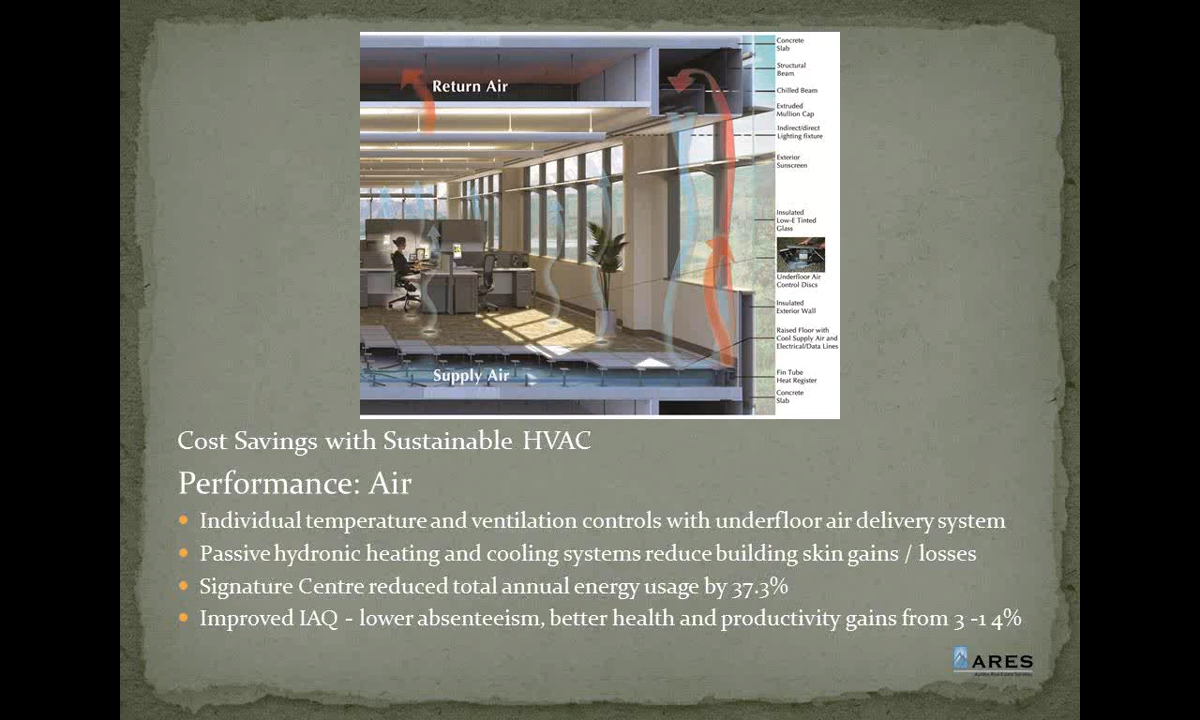 Concrete
Slab
Structural
Beam
Return Air
Chilled Beam
Extruded
Mullion Cap
Indirect/direct
Lighting fixture
Exterior
Sunscreen
Insulated
Low-E Tinted
Glass
Underfloor Air
Control Discs
Insulated
Exterior Wall
Raised Floor with
Cool Supply Air and
Electrical/Data Lines
Supply Air
Fin Tube
Heat Register
Concrete
Slab
Cost Savings with Sustainable HVAC
Performance: Air
• Individual temperature and ventilation controls with underfloor air delivery system
• Passive hydronic heating and cooling systems reduce building skin gains / losses
• Signature Centre reduced total annual energy usage by 37.3%
• Improved IAQ - lower absenteeism, better health and productivity gains from 3 -1 4%
ARES